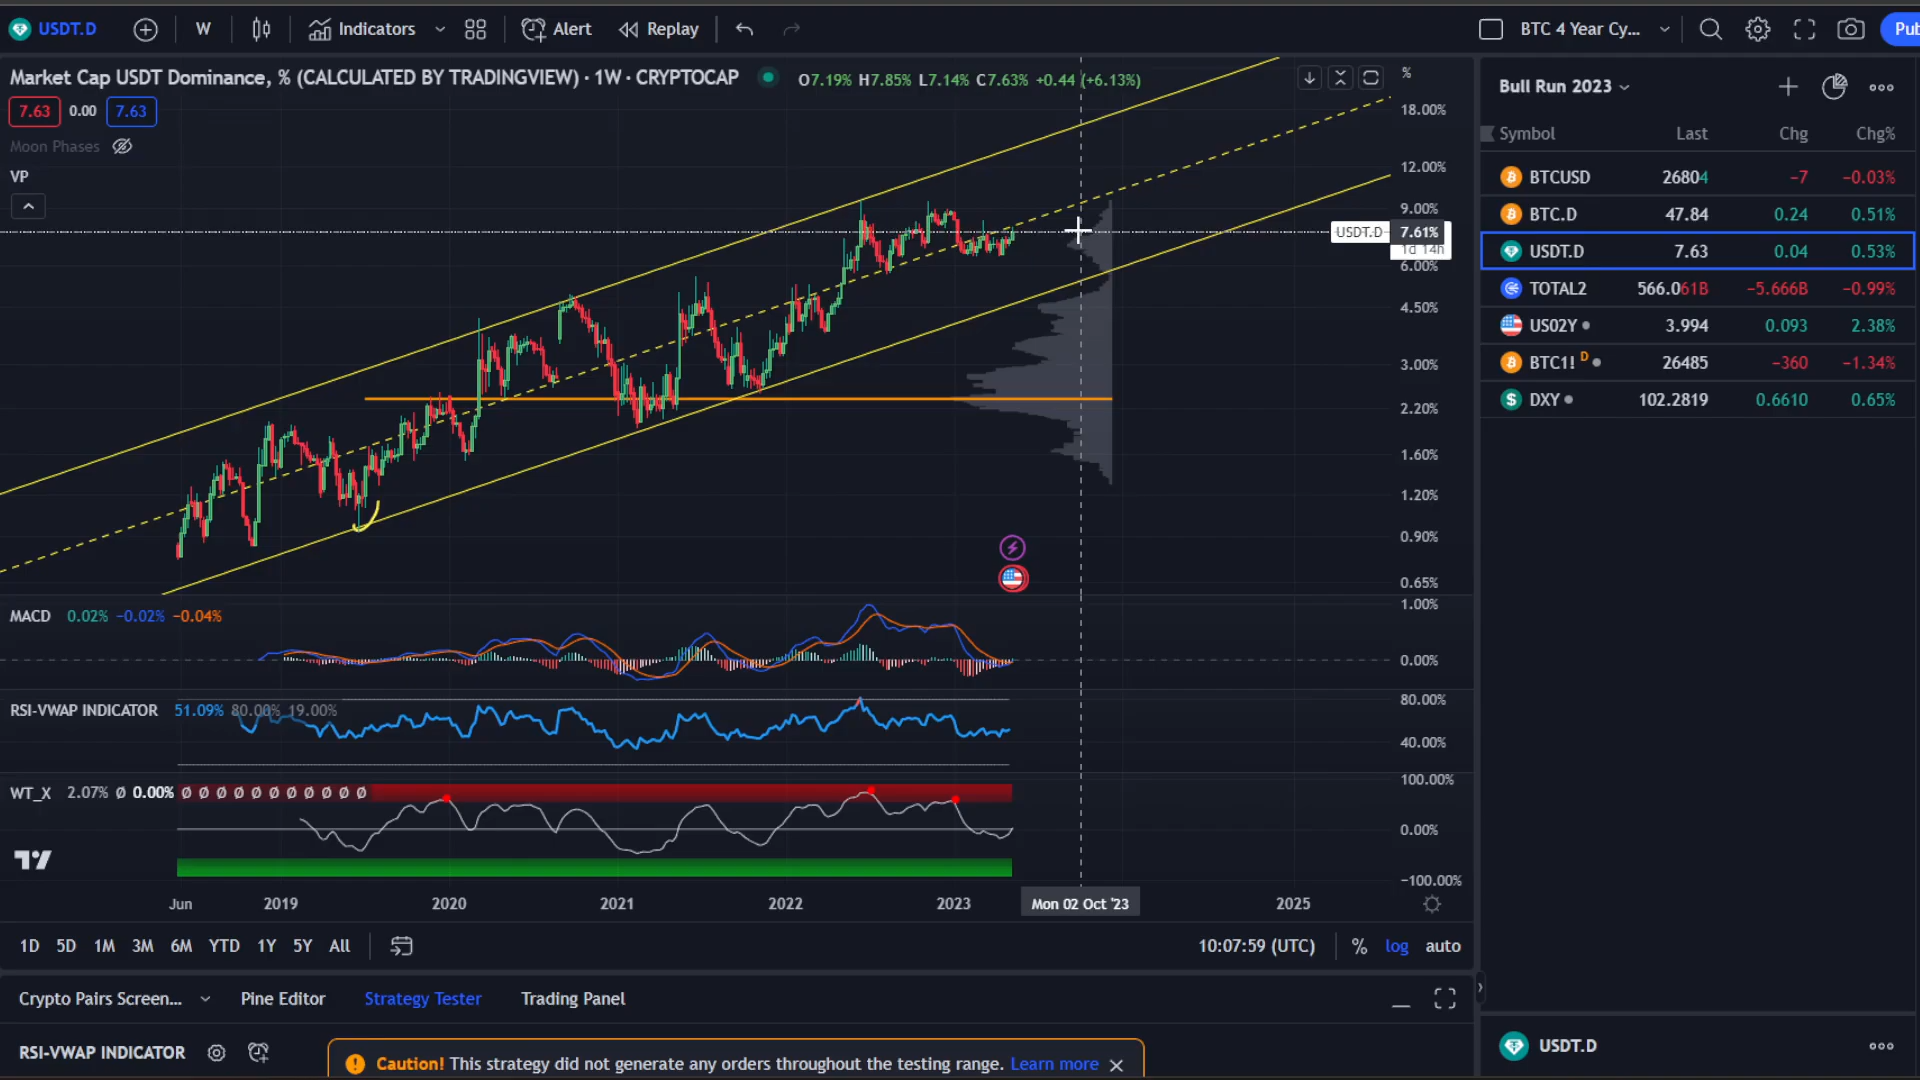 USDT.D W Indicators Alert Replay BTC 4 Year Cy... Pub
Market Cap USDT Dominance, % (CALCULATED BY TRADINGVIEW) · 1W · CRYPTOCAP O7.19% H7.85% L7.14% C7.63% +0.44 (+6.13%)
7.63 0.00 7.63
Moon Phases
VP
%
18.00%
12.00%
9.00%
USDT.D 7.61%
1d 14h
6.00%
4.50%
3.00%
2.20%
1.60%
1.20%
0.90%
0.65%
MACD 0.02% −0.02% −0.04%
1.00%
0.00%
RSI-VWAP INDICATOR 51.09% 80.00% 19.00%
80.00%
40.00%
WT_X 2.07% Ø 0.00% Ø Ø Ø Ø Ø Ø Ø Ø Ø Ø Ø
100.00%
0.00%
−100.00%
Jun 2019 2020 2021 2022 2023 Mon 02 Oct '23 2025
1D 5D 1M 3M 6M YTD 1Y 5Y All 10:07:59 (UTC) % log auto
Crypto Pairs Screen... Pine Editor Strategy Tester Trading Panel
RSI-VWAP INDICATOR
Caution! This strategy did not generate any orders throughout the testing range. Learn more
Bull Run 2023
Symbol Last Chg Chg%
BTCUSD 26804 −7 −0.03%
BTC.D 47.84 0.24 0.51%
USDT.D 7.63 0.04 0.53%
TOTAL2 566.061B −5.666B −0.99%
US02Y 3.994 0.093 2.38%
BTC1! D 26485 −360 −1.34%
DXY 102.2819 0.6610 0.65%
USDT.D